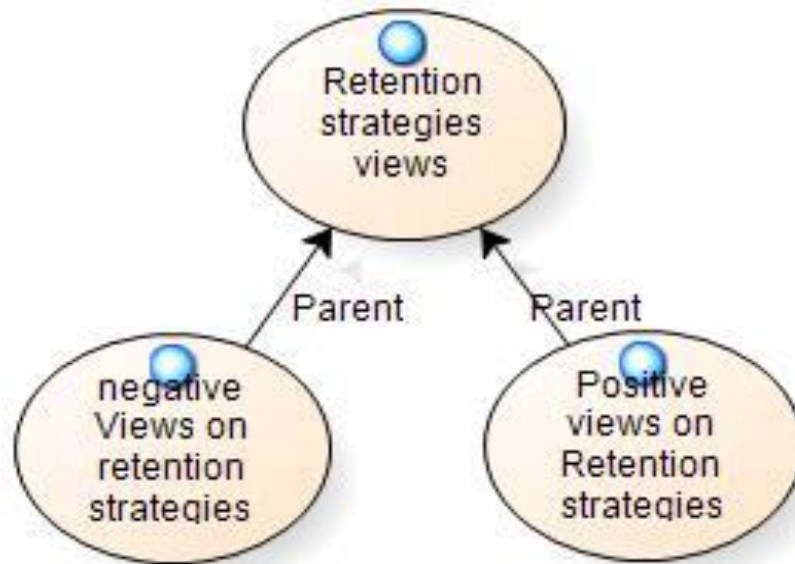 Retention
strategies
views
Parent
Parent
negative
Views on
retention
strategies
Positive
views on
Retention
strategies